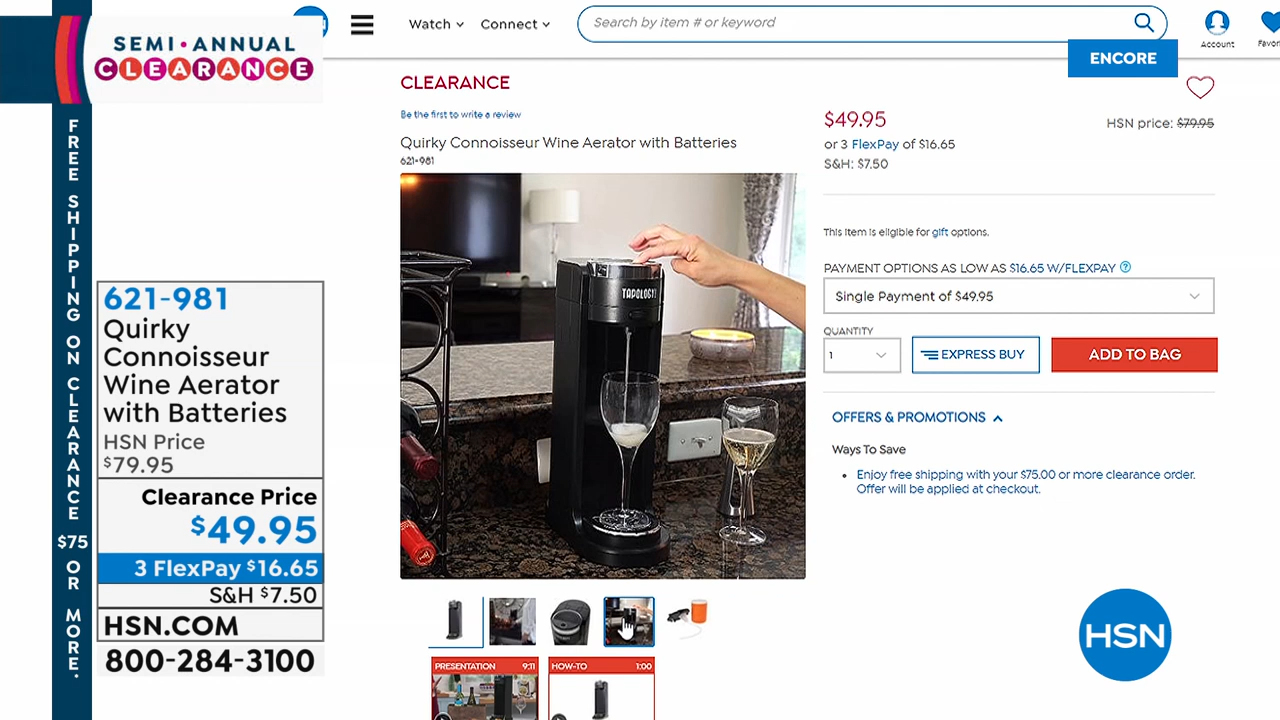 SEMI•ANNUAL
CLEARANCE
FREE SHIPPING ON CLEARANCE $75 OR MORE.
621-981
Quirky
Connoisseur
Wine Aerator
with Batteries
HSN Price
$79.95
Clearance Price
$49.95
3 FlexPay $16.65
S&H $7.50
HSN.COM
800-284-3100
Watch
Connect
Search by item # or keyword
Account
ENCORE
CLEARANCE
Be the first to write a review
Quirky Connoisseur Wine Aerator with Batteries
621-981
TAPOLOGY
PRESENTATION 9:11
HOW-TO 1:00
$49.95
HSN price: $79.95
or 3 FlexPay of $16.65
S&H: $7.50
This item is eligible for gift options.
PAYMENT OPTIONS AS LOW AS $16.65 W/FLEXPAY ?
Single Payment of $49.95
QUANTITY
1
EXPRESS BUY
ADD TO BAG
OFFERS & PROMOTIONS
Ways To Save
• Enjoy free shipping with your $75.00 or more clearance order.
Offer will be applied at checkout.
HSN